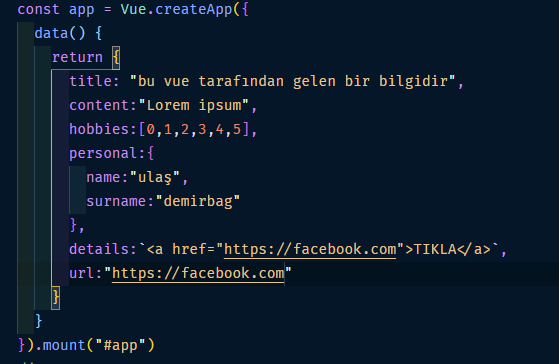 const app = Vue.createApp({
data() {
return {
title: "bu vue tarafından gelen bir bilgidir",
content:"Lorem ipsum",
hobbies:[0,1,2,3,4,5],
personal:{
name:"ulaş",
surname:"demirbag"
},
details:`<a href="https://facebook.com">TIKLA</a>`,
url:"https://facebook.com"
}
}
}).mount("#app")